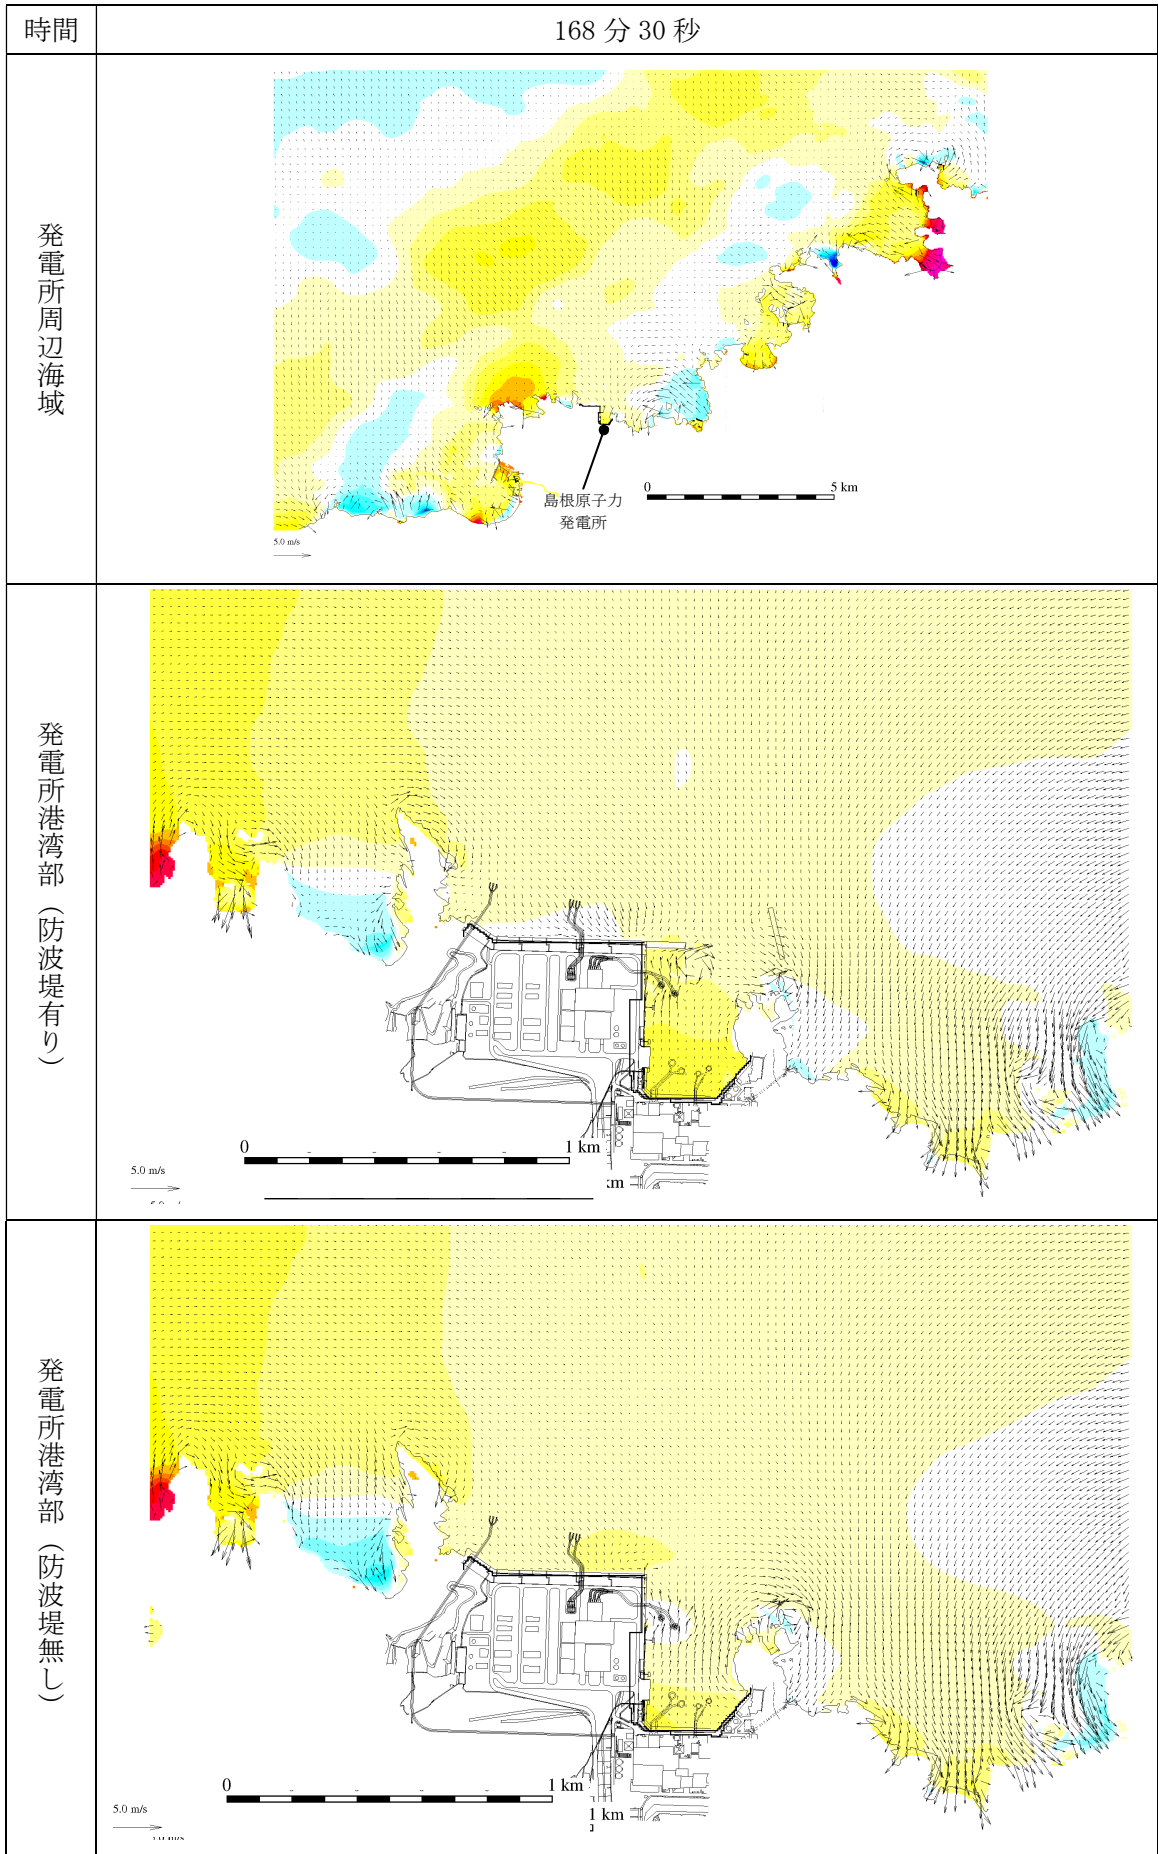 時間
168 分 30 秒
発電所周辺海域
島根原子力
発電所
0
5 km
5.0 m/s
発電所港湾部（防波堤有り）
0
1 km
5.0 m/s
km
発電所港湾部（防波堤無し）
0
1 km
5.0 m/s
1 km